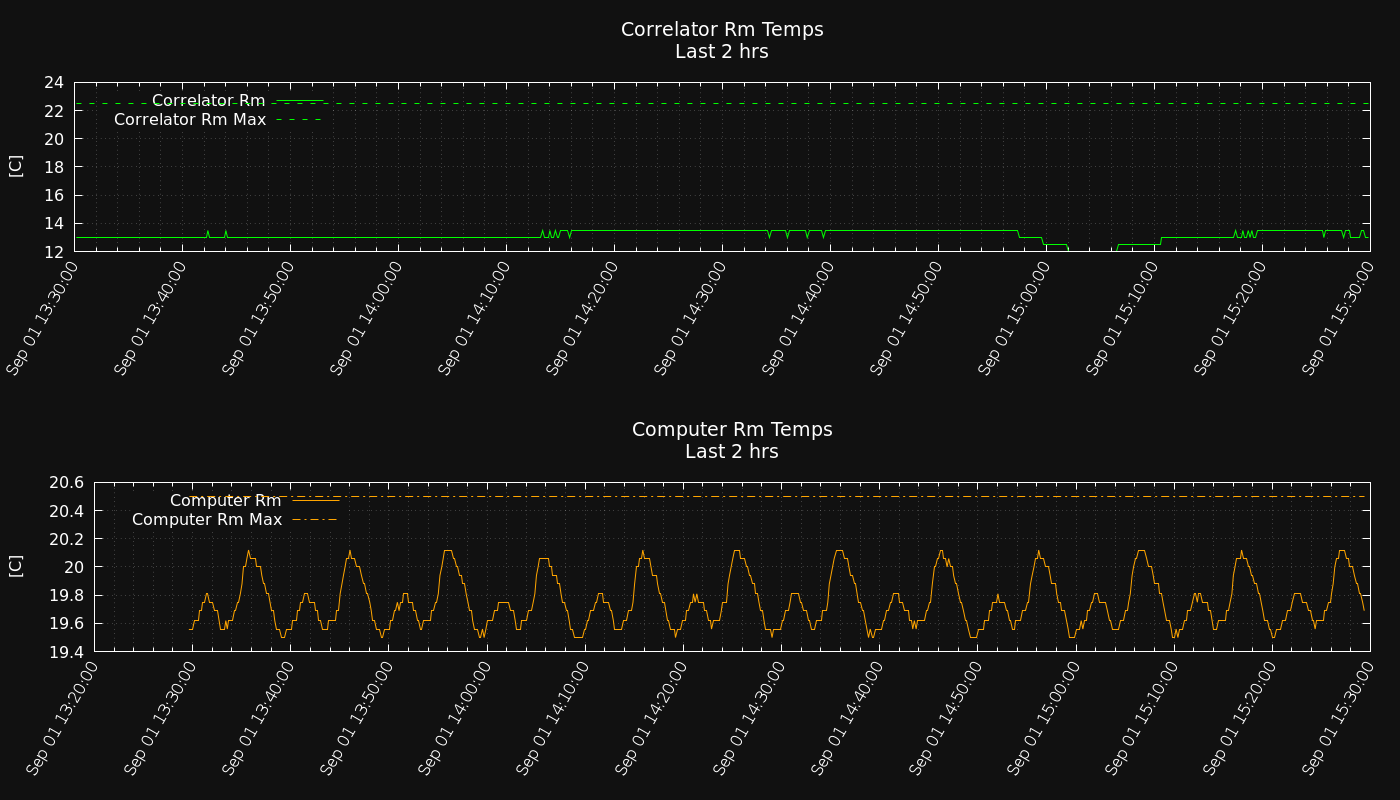 Correlator Rm Temps
Last 2 hrs
24
22
20
18
16
14
12
[C]
Correlator Rm
Correlator Rm Max
Sep 01 13:30:00
Sep 01 13:40:00
Sep 01 13:50:00
Sep 01 14:00:00
Sep 01 14:10:00
Sep 01 14:20:00
Sep 01 14:30:00
Sep 01 14:40:00
Sep 01 14:50:00
Sep 01 15:00:00
Sep 01 15:10:00
Sep 01 15:20:00
Sep 01 15:30:00
Computer Rm Temps
Last 2 hrs
20.6
20.4
20.2
20
19.8
19.6
19.4
[C]
Computer Rm
Computer Rm Max
Sep 01 13:20:00
Sep 01 13:30:00
Sep 01 13:40:00
Sep 01 13:50:00
Sep 01 14:00:00
Sep 01 14:10:00
Sep 01 14:20:00
Sep 01 14:30:00
Sep 01 14:40:00
Sep 01 14:50:00
Sep 01 15:00:00
Sep 01 15:10:00
Sep 01 15:20:00
Sep 01 15:30:00